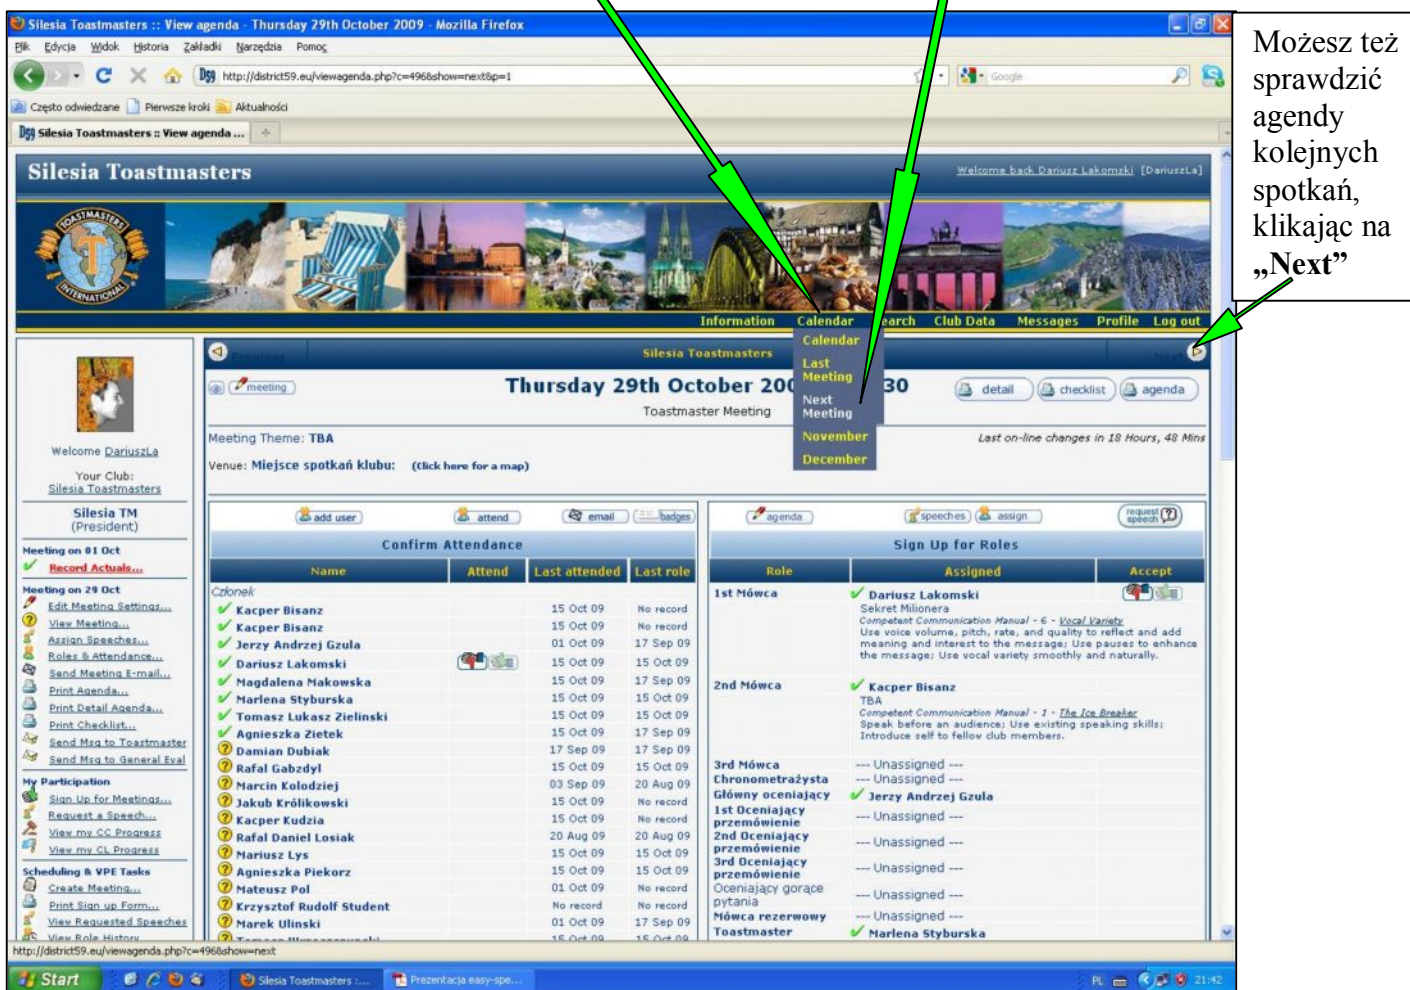 Silesia Toastmasters :: View agenda - Thursday 29th October 2009 - Mozilla Firefox
Plik Edycja Widok Historia Zakładki Narzędzia Pomoc
D59 http://district59.eu/viewagenda.php?c=496&show=next&p=1
Google
Często odwiedzane Pierwsze kroki Aktualności
D59 Silesia Toastmasters :: View agenda ...
Możesz też
sprawdzić
agendy
kolejnych
spotkań,
klikając na
„Next”
Silesia Toastmasters
Welcome back Dariusz Lakomski [DariuszLa]
TOASTMASTERS
INTERNATIONAL
Information Calendar Search Club Data Messages Profile Log out
Calendar
Last
Meeting
Next
Meeting
November
December
Previous Silesia Toastmasters Next
meeting
Thursday 29th October 200 30
detail checklist agenda
Toastmaster Meeting
Meeting Theme: TBA
Last on-line changes in 18 Hours, 48 Mins
Venue: Miejsce spotkań klubu: (Click here for a map)
Welcome DariuszLa
Your Club:
Silesia Toastmasters
Silesia TM
(President)
Meeting on 01 Oct
Record Actuals...
Meeting on 29 Oct
Edit Meeting Settings...
View Meeting...
Assign Speeches...
Roles & Attendance...
Send Meeting E-mail...
Print Agenda...
Print Detail Agenda...
Print Checklist...
Send Msg to Toastmaster
Send Msg to General Eval
My Participation
Sign Up for Meetings...
Request a Speech...
View my CC Progress
View my CL Progress
Scheduling & VPE Tasks
Create Meeting...
Print Sign up Form...
View Requested Speeches
View Role History
add user attend email badges
Confirm Attendance
Name Attend Last attended Last role
Członek
Kacper Bisanz 15 Oct 09 No record
Kacper Bisanz 15 Oct 09 No record
Jerzy Andrzej Gzula 01 Oct 09 17 Sep 09
Dariusz Lakomski 15 Oct 09 15 Oct 09
Magdalena Makowska 15 Oct 09 17 Sep 09
Marlena Styburska 15 Oct 09 15 Oct 09
Tomasz Lukasz Zielinski 15 Oct 09 15 Oct 09
Agnieszka Zietek 15 Oct 09 17 Sep 09
Damian Dubiak 17 Sep 09 17 Sep 09
Rafal Gabzdyl 15 Oct 09 15 Oct 09
Marcin Kolodziej 03 Sep 09 20 Aug 09
Jakub Królikowski 15 Oct 09 No record
Kacper Kudzia 15 Oct 09 No record
Rafal Daniel Losiak 20 Aug 09 20 Aug 09
Mariusz Lys 15 Oct 09 15 Oct 09
Agnieszka Piekorz 15 Oct 09 15 Oct 09
Mateusz Pol 01 Oct 09 No record
Krzysztof Rudolf Student No record No record
Marek Ulinski 01 Oct 09 17 Sep 09
15 Oct 09 15 Oct 09
agenda speeches assign request speech
Sign Up for Roles
Role Assigned Accept
1st Mówca Dariusz Lakomski
Sekret Milionera
Competent Communication Manual - 6 - Vocal Variety
Use voice volume, pitch, rate, and quality to reflect and add
meaning and interest to the message; Use pauses to enhance
the message; Use vocal variety smoothly and naturally.
2nd Mówca Kacper Bisanz
TBA
Competent Communication Manual - 1 - The Ice Breaker
Speak before an audience; Use existing speaking skills;
Introduce self to fellow club members.
3rd Mówca --- Unassigned ---
Chronometrażysta --- Unassigned ---
Główny oceniający Jerzy Andrzej Gzula
1st Oceniający
przemówienie --- Unassigned ---
2nd Oceniający
przemówienie --- Unassigned ---
3rd Oceniający
przemówienie --- Unassigned ---
Oceniający gorące
pytania --- Unassigned ---
Mówca rezerwowy --- Unassigned ---
Toastmaster Marlena Styburska
http://district59.eu/viewagenda.php?c=496&show=next
Start Silesia Toastmasters :... Prezentacja easy-spe... PL 21:42